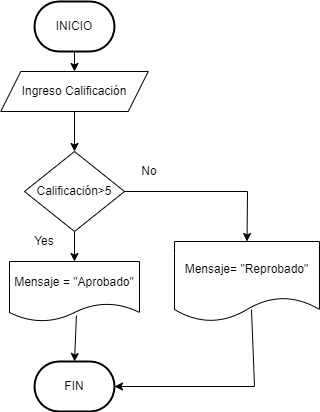 INICIO
Ingreso Calificación
Calificación>5
No
Yes
Mensaje = "Aprobado"
Mensaje= "Reprobado"
FIN